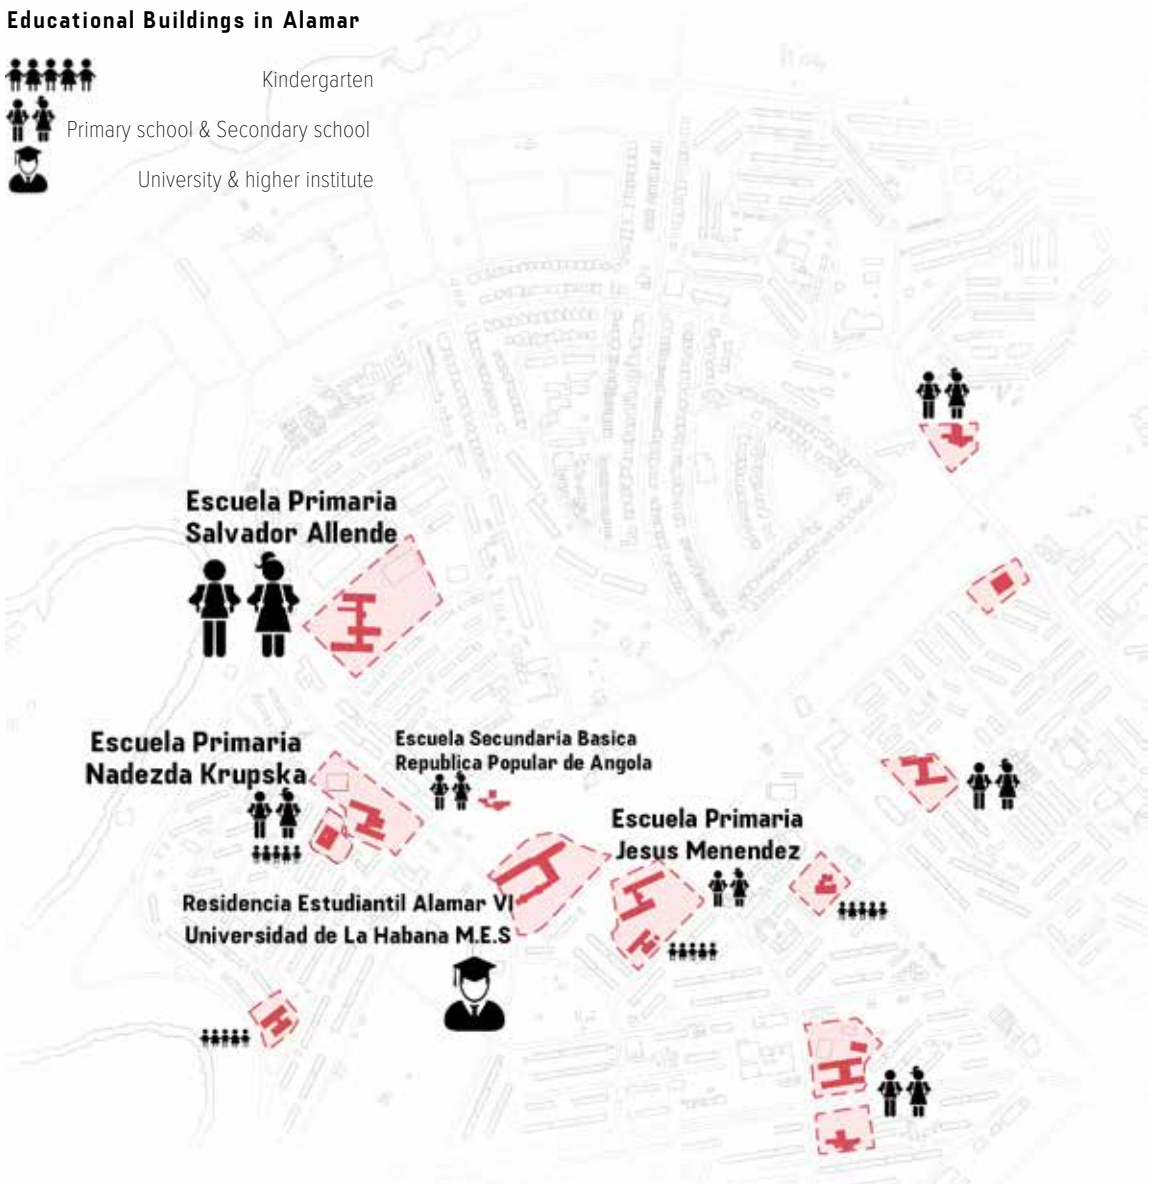 Educational Buildings in Alamar
Kindergarten
Primary school & Secondary school
University & higher institute
Escuela Primaria
Salvador Allende
Escuela Primaria
Nadezda Krupska
Escuela Secundaria Basica
Republica Popular de Angola
Escuela Primaria
Jesus Menendez
Residencia Estudiantil Alamar VI
Universidad de La Habana M.E.S